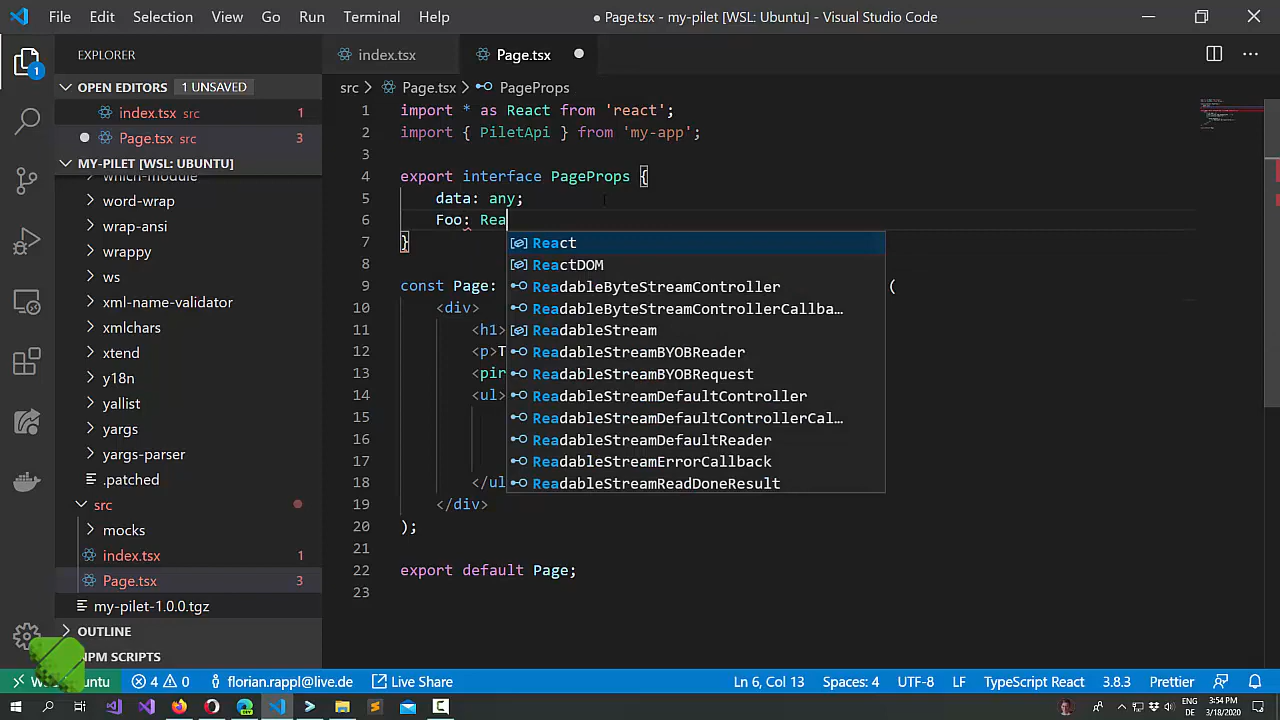 File Edit Selection View Go Run Terminal Help
● Page.tsx - my-pilet [WSL: Ubuntu] - Visual Studio Code
EXPLORER
OPEN EDITORS 1 UNSAVED
index.tsx src 1
Page.tsx src 3
MY-PILET [WSL: UBUNTU]
which-module
word-wrap
wrap-ansi
wrappy
ws
xml-name-validator
xmlchars
xtend
y18n
yallist
yargs
yargs-parser
.patched
src
mocks
index.tsx 1
Page.tsx 3
my-pilet-1.0.0.tgz
OUTLINE
NPM SCRIPTS
1
index.tsx Page.tsx
src > Page.tsx > PageProps
1 import * as React from 'react';
2 import { PiletApi } from 'my-app';
3
4 export interface PageProps {
5 data: any;
6 Foo: Rea
7 }
8
9 const Page: (
10 <div>
11 <h1>
12 <p>T
13 <pir
14 <ul>
15
16
17
18 </ul
19 </div>
20 );
21
22 export default Page;
23
React
ReactDOM
ReadableByteStreamController
ReadableByteStreamControllerCallba…
ReadableStream
ReadableStreamBYOBReader
ReadableStreamBYOBRequest
ReadableStreamDefaultController
ReadableStreamDefaultControllerCal…
ReadableStreamDefaultReader
ReadableStreamErrorCallback
ReadableStreamReadDoneResult
4 0 florian.rappl@live.de Live Share Ln 6, Col 13 Spaces: 4 UTF-8 LF TypeScript React 3.8.3 Prettier
ENG 3:54 PM
DE 3/18/2020